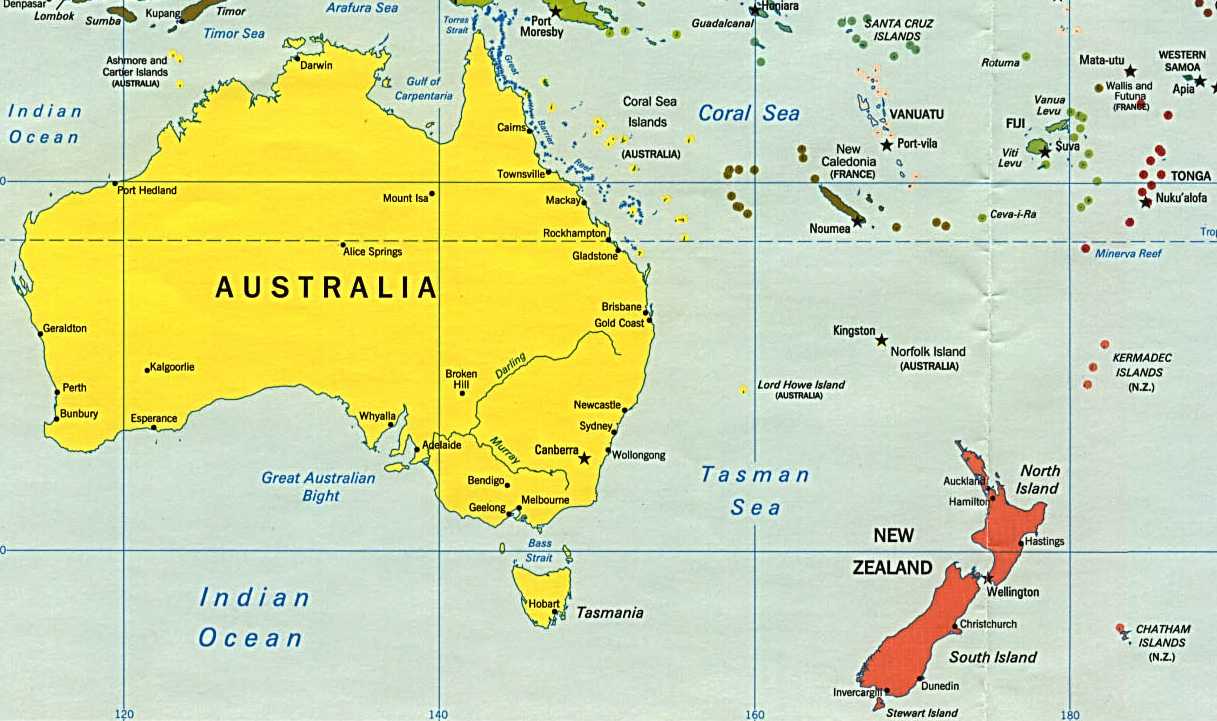 Denpasar
Lombok
Sumba
Kupang
Timor
Timor Sea
Arafura Sea
Torres
Strait
Port
Moresby
Honiara
Guadalcanal
SANTA CRUZ
ISLANDS
Rotuma
Mata-utu
Wallis and
Futuna
(FRANCE)
WESTERN
SAMOA
Apia
Ashmore and
Cartier Islands
(AUSTRALIA)
Darwin
Gulf of
Carpentaria
Great
Barrier
Reef
Coral Sea
Islands
(AUSTRALIA)
Coral Sea
VANUATU
Port-vila
Vanua
Levu
FIJI
Suva
Viti
Levu
Indian
Ocean
Cairns
New
Caledonia
(FRANCE)
Townsville
TONGA
Nuku'alofa
0
Port Hedland
Mount Isa
Mackay
Noumea
Ceva-i-Ra
Rockhampton
Alice Springs
Gladstone
Minerva Reef
AUSTRALIA
Brisbane
Gold Coast
Geraldton
Kingston
Norfolk Island
(AUSTRALIA)
KERMADEC
ISLANDS
(N.Z.)
Kalgoorlie
Darling
Broken
Hill
Lord Howe Island
(AUSTRALIA)
Perth
Bunbury
Esperance
Whyalla
Newcastle
Sydney
Adelaide
Murray
Canberra
Wollongong
Great Australian
Bight
Bendigo
Melbourne
Geelong
Tasman
Sea
Auckland
Hamilton
North
Island
NEW
ZEALAND
Hastings
0
Bass
Strait
Wellington
Indian
Ocean
Hobart
Tasmania
Christchurch
CHATHAM
ISLANDS
(N.Z.)
South Island
Invercargill
Dunedin
Stewart Island
120
140
160
180